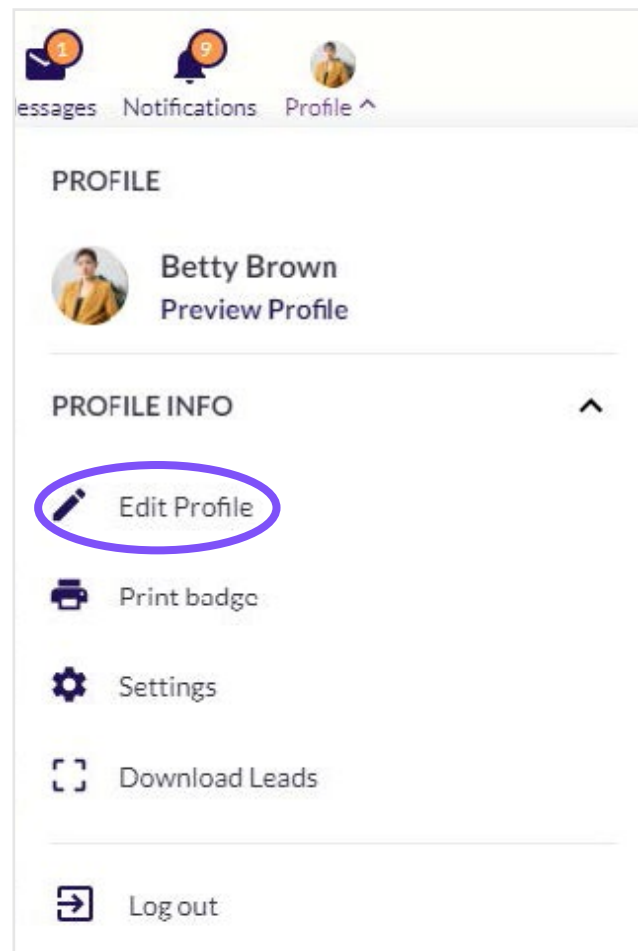 1
9
essages Notifications Profile
PROFILE
Betty Brown
Preview Profile
PROFILE INFO
Edit Profile
Print badge
Settings
Download Leads
Log out